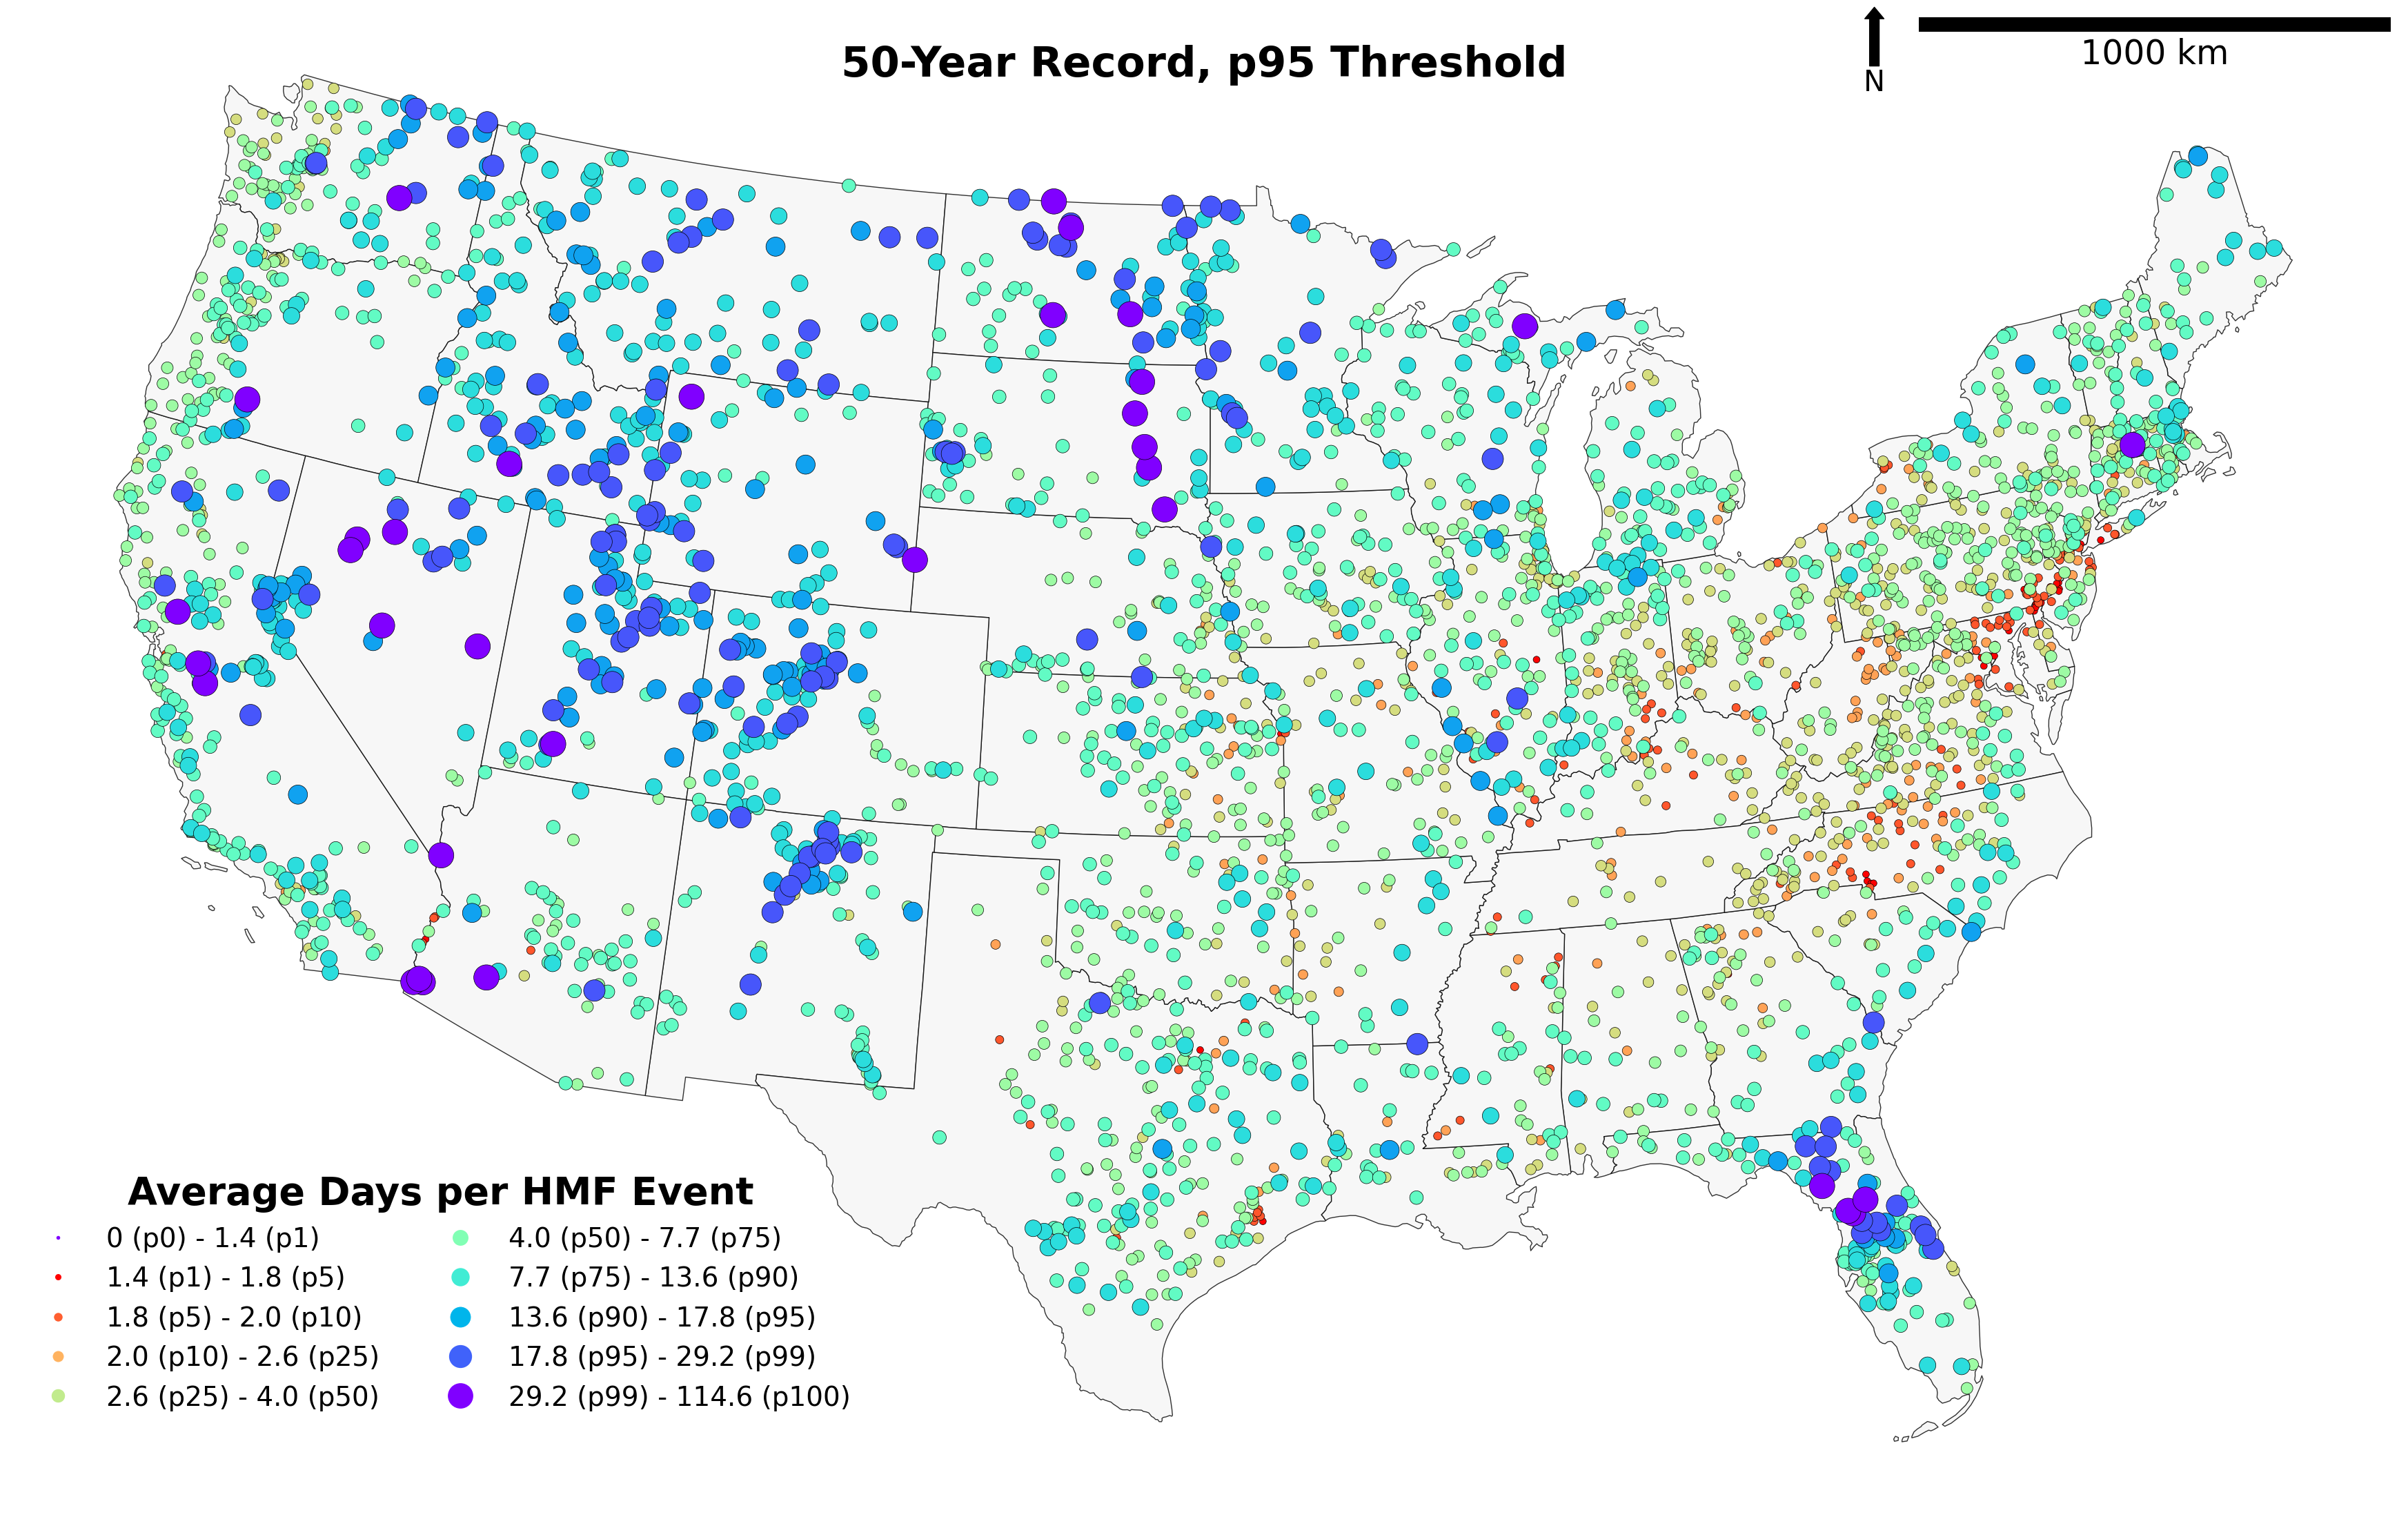 50-Year Record, p95 Threshold
N
1000 km
Average Days per HMF Event
0 (p0) - 1.4 (p1)
1.4 (p1) - 1.8 (p5)
1.8 (p5) - 2.0 (p10)
2.0 (p10) - 2.6 (p25)
2.6 (p25) - 4.0 (p50)
4.0 (p50) - 7.7 (p75)
7.7 (p75) - 13.6 (p90)
13.6 (p90) - 17.8 (p95)
17.8 (p95) - 29.2 (p99)
29.2 (p99) - 114.6 (p100)